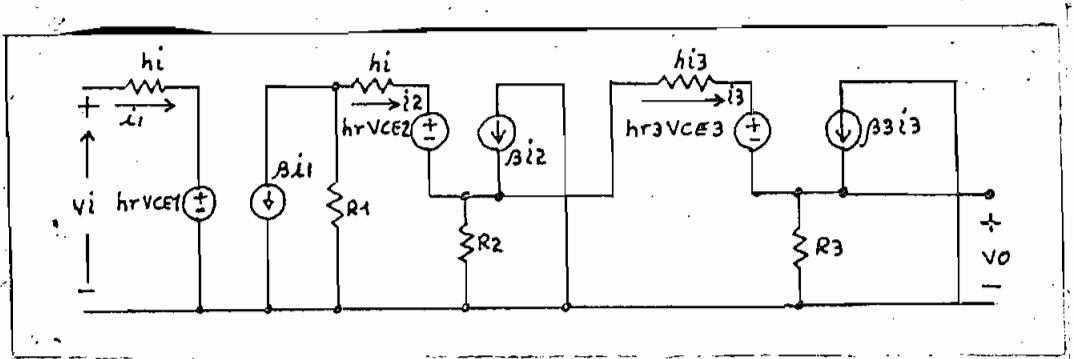 hi
+
i1
vi
-
hrVCE1
βi1
R1
hi
i2
hrVCE2
βi2
R2
hi3
i3
hr3VCE3
β3i3
R3
+
vo
-